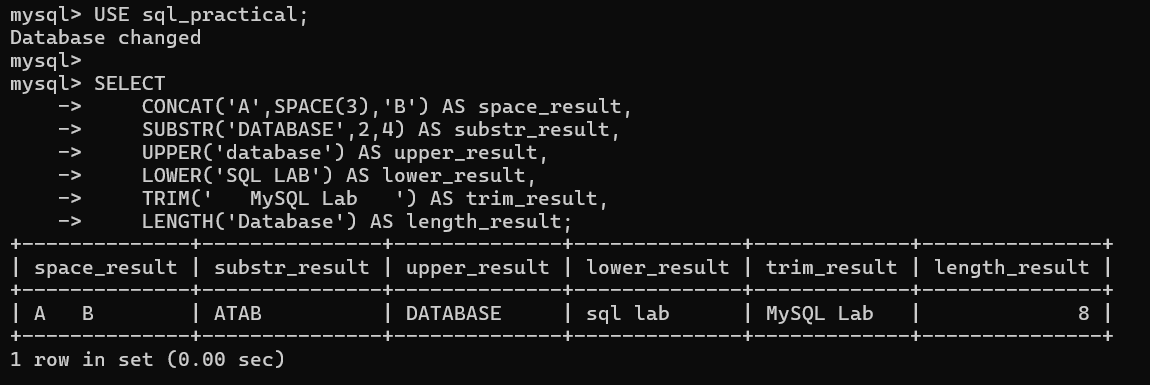 mysql> USE sql_practical;
Database changed
mysql>
mysql> SELECT
    ->     CONCAT('A',SPACE(3),'B') AS space_result,
    ->     SUBSTR('DATABASE',2,4) AS substr_result,
    ->     UPPER('database') AS upper_result,
    ->     LOWER('SQL LAB') AS lower_result,
    ->     TRIM('   MySQL Lab   ') AS trim_result,
    ->     LENGTH('Database') AS length_result;
+--------------+---------------+--------------+--------------+-------------+---------------+
| space_result | substr_result | upper_result | lower_result | trim_result | length_result |
+--------------+---------------+--------------+--------------+-------------+---------------+
| A   B        | ATAB          | DATABASE     | sql lab      | MySQL Lab   |             8 |
+--------------+---------------+--------------+--------------+-------------+---------------+
1 row in set (0.00 sec)